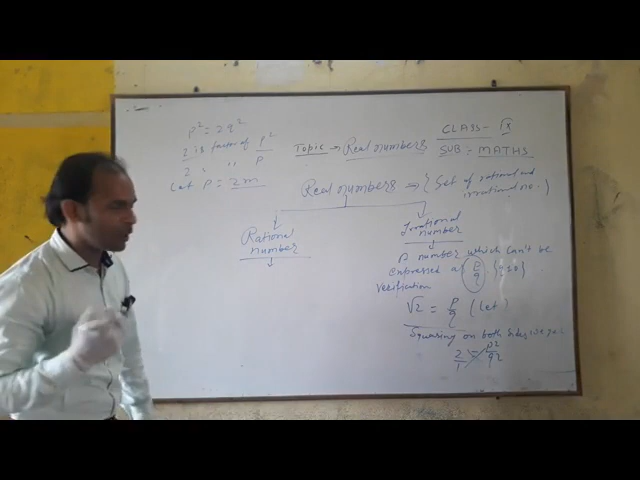 p² = 2q²
2 is factor of p²
2 " " p
Let P = 2m
Topic → Real numbers
CLASS - IX
SUB: MATHS
Real numbers → { Set of rational and
irrational no. }
Rational
number
Irrational
number
A number which can't be
expressed as p/q
Verification
√2 = p/q (Let)
Squaring on both sides, we get
2/1 = p²/q²